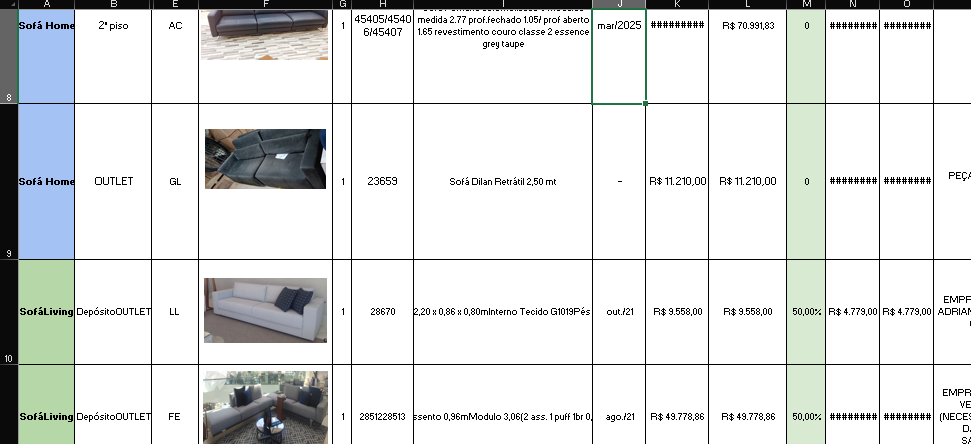 A B E F G H I J K L M N O
Sofá Home 2º piso AC 1 45405/4540 6/45407
medida 2.77 prof.fechado 1.05/ prof aberto
1.65 revestimento couro classe 2 essence
grey taupe
mar/2025 ######### R$ 70.991,83 0 ######## ########
8
Sofá Home OUTLET GL 1 23659 Sofá Dilan Retrátil 2,50 mt - R$ 11.210,00 R$ 11.210,00 0 ######## ########
PEÇA
9
SofáLiving DepósitoOUTLET LL 1 28670 2,20 x 0,86 x 0,80mInterno Tecido G1019Pés out./21 R$ 9.558,00 R$ 9.558,00 50,00% R$ 4.779,00 R$ 4.779,00
EMPR
ADRIAN
10
SofáLiving DepósitoOUTLET FE 1 2851228513 ssento 0,96mModulo 3,06(2 ass. 1 puff 1br 0, ago./21 R$ 49.778,86 R$ 49.778,86 50,00% ######## ########
EMPR
VE
(NECES
DA
SA